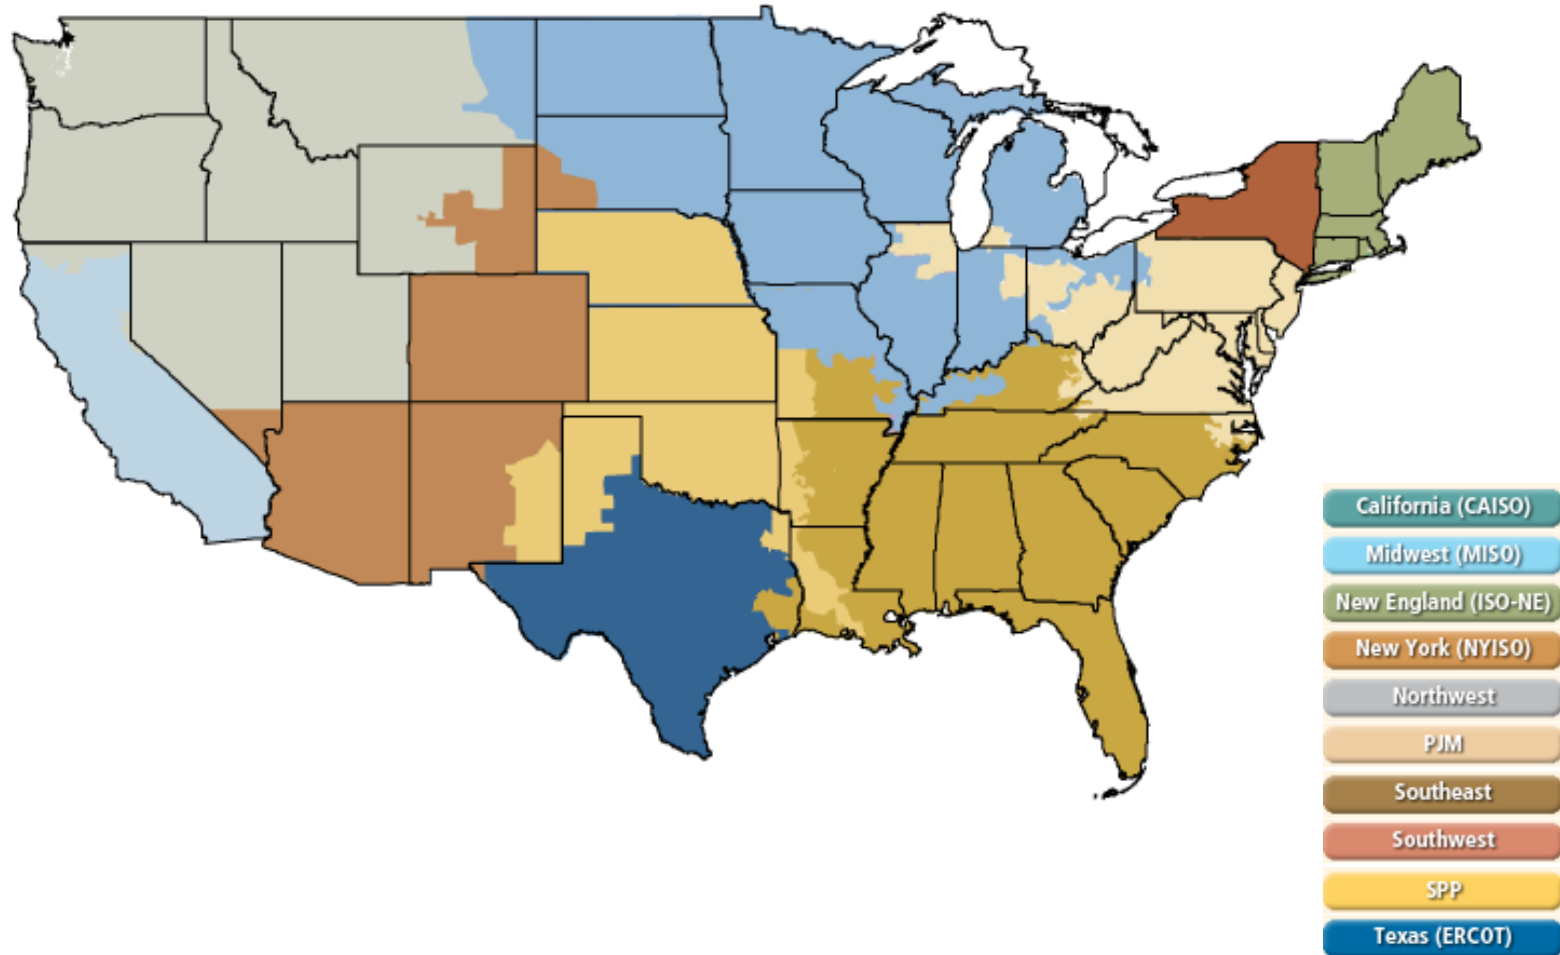 California (CAISO)
Midwest (MISO)
New England (ISO-NE)
New York (NYISO)
Northwest
PJM
Southeast
Southwest
SPP
Texas (ERCOT)